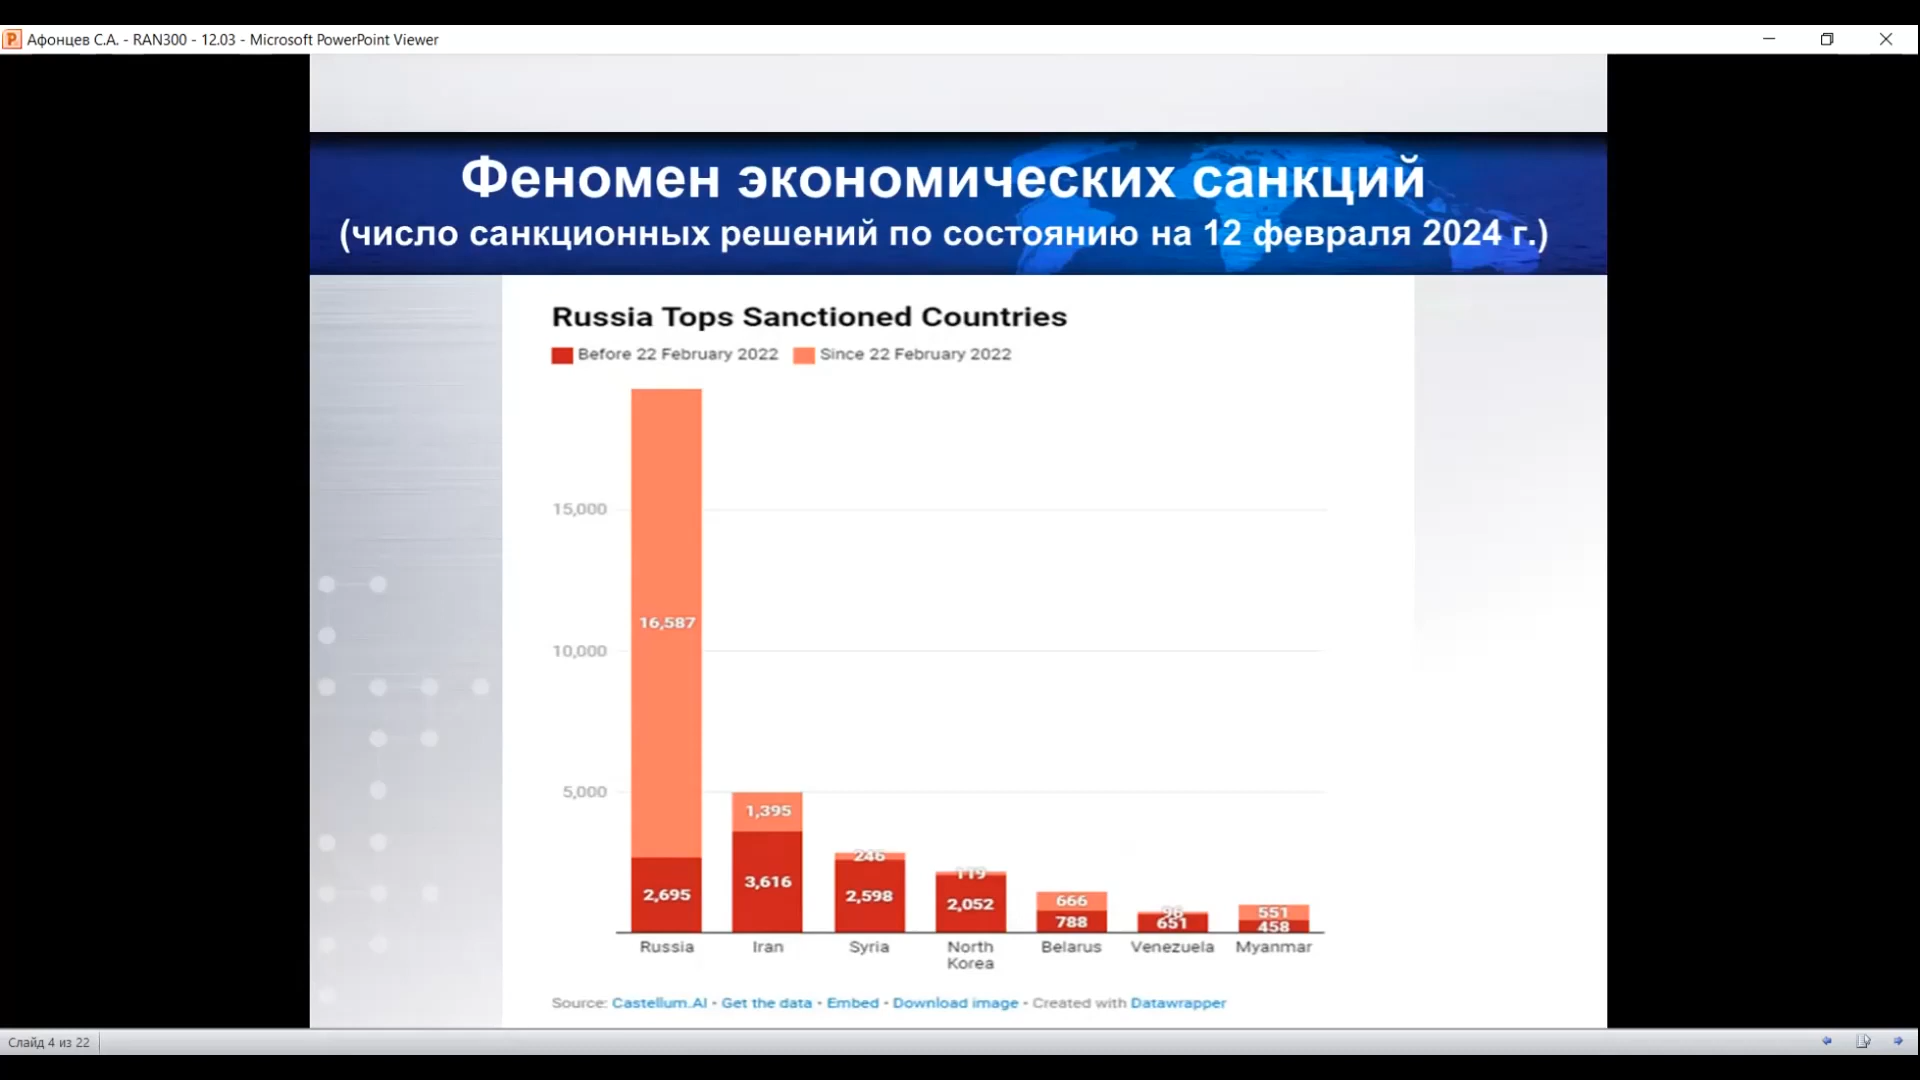 Афонцев С.А. - RAN300 - 12.03 - Microsoft PowerPoint Viewer
Феномен экономических санкций
(число санкционных решений по состоянию на 12 февраля 2024 г.)
Russia Tops Sanctioned Countries
Before 22 February 2022 Since 22 February 2022
15,000
16,587
10,000
5,000
1,395
246
119
2,695
3,616
2,598
2,052
666
788
96
651
551
458
Russia Iran Syria North Korea Belarus Venezuela Myanmar
Source: Castellum.AI • Get the data • Embed • Download image • Created with Datawrapper
Слайд 4 из 22